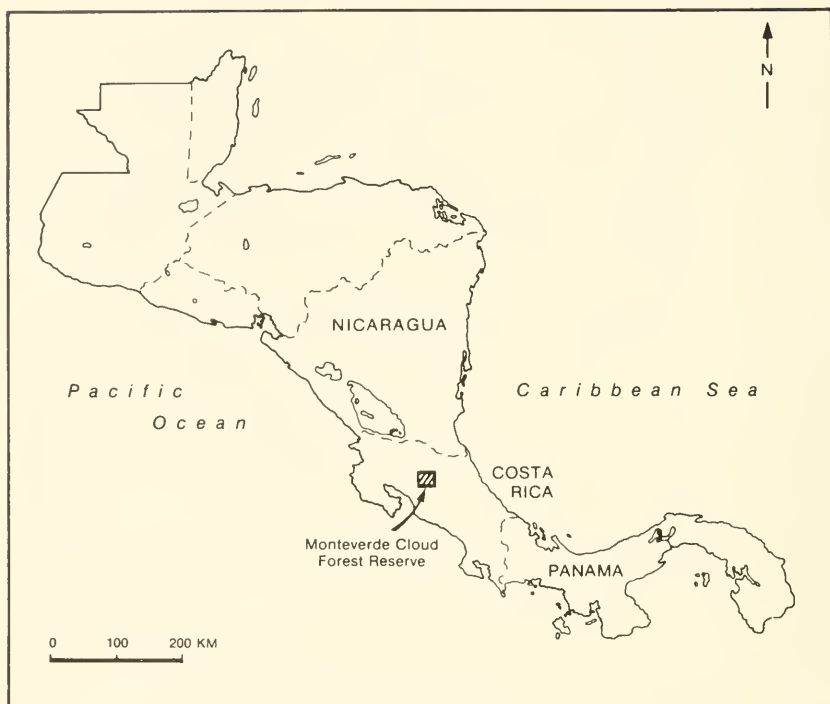 N
NICARAGUA
Pacific
Ocean
Caribbean Sea
COSTA
RICA
Monteverde Cloud
Forest Reserve
PANAMA
0 100 200 KM